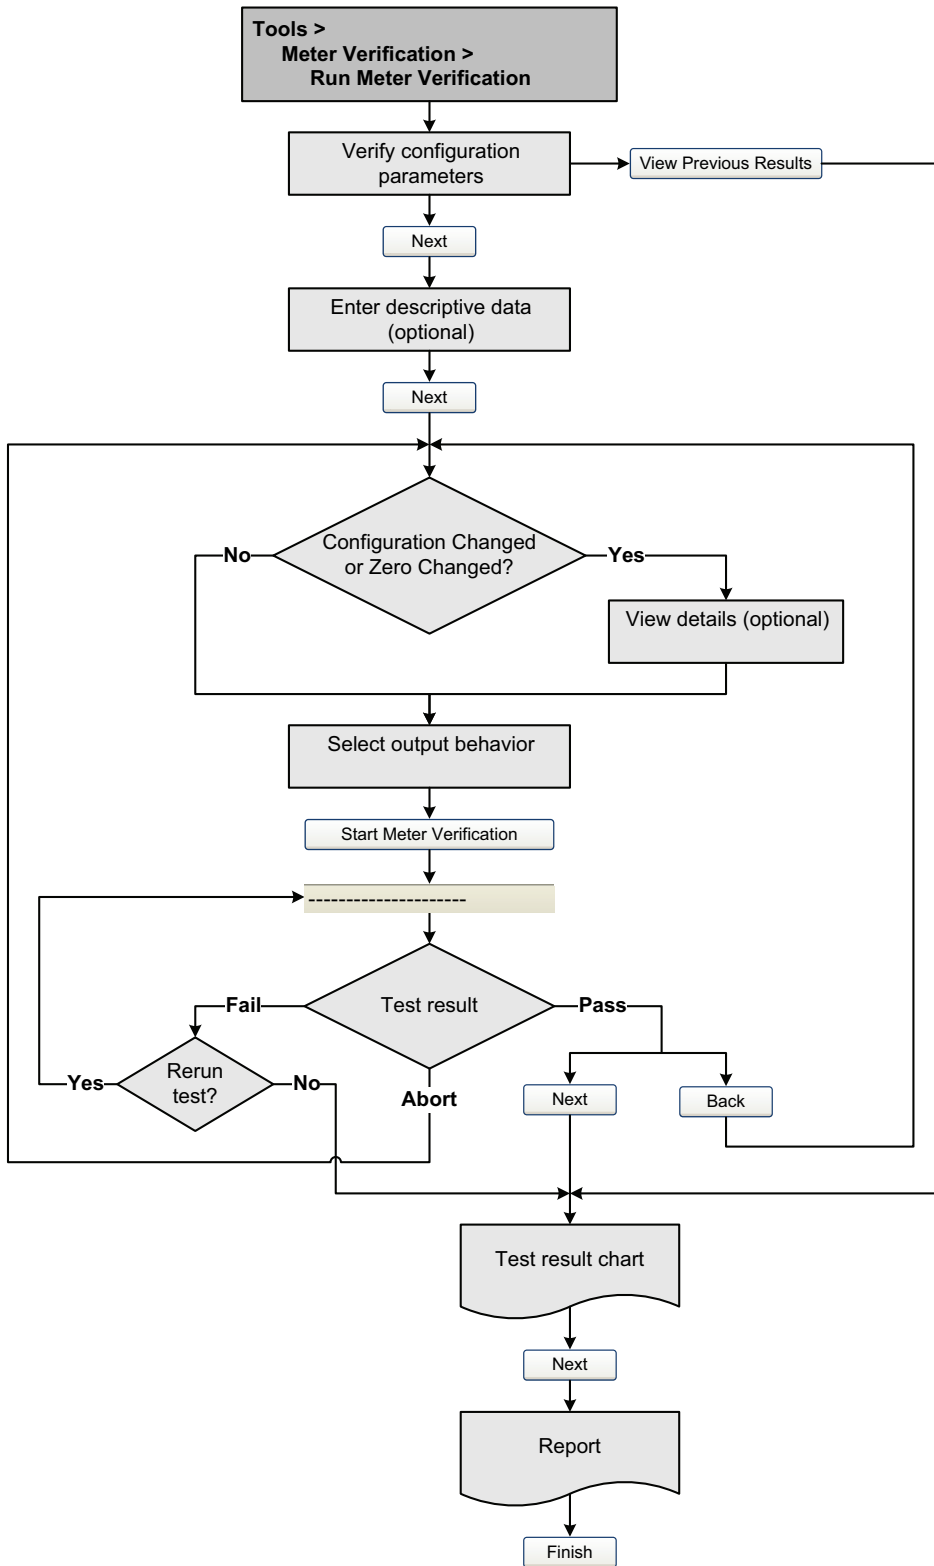 Tools >
Meter Verification >
Run Meter Verification
Verify configuration
parameters
View Previous Results
Next
Enter descriptive data
(optional)
Next
Configuration Changed
or Zero Changed?
No
Yes
View details (optional)
Select output behavior
Start Meter Verification
---------------------
Test result
Fail
Pass
Rerun
test?
Yes
No
Abort
Next
Back
Test result chart
Next
Report
Finish